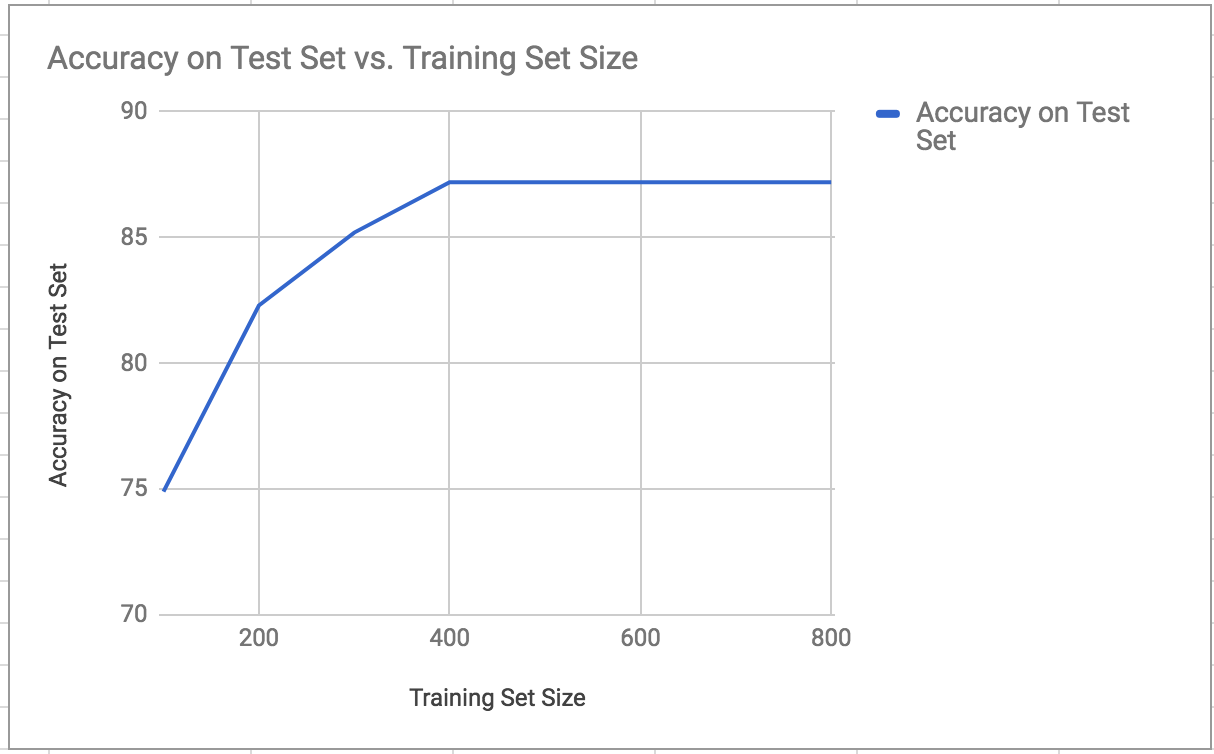 Accuracy on Test Set vs. Training Set Size
90
85
80
75
70
Accuracy on Test Set
200
400
600
800
Training Set Size
Accuracy on Test
Set